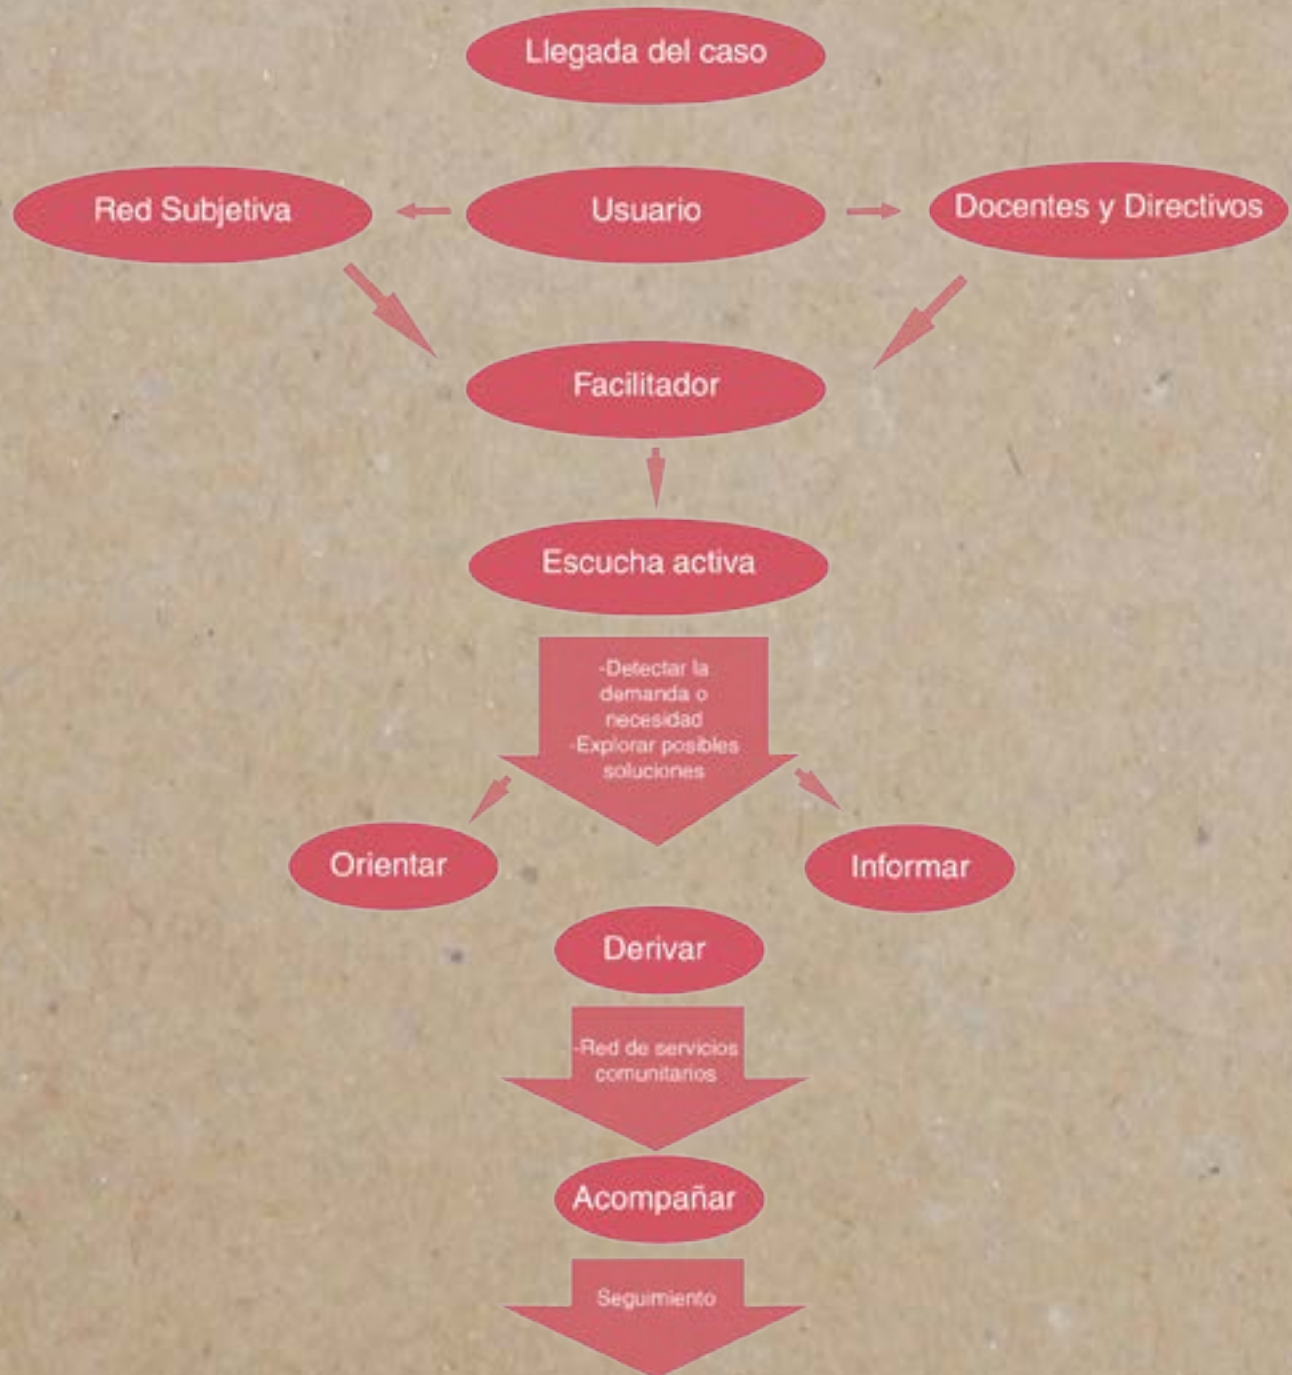 Llegada del caso
Red Subjetiva
Usuario
Docentes y Directivos
Facilitador
Escucha activa
-Detectar la
demanda o
necesidad
-Explorar posibles
soluciones
Orientar
Informar
Derivar
-Red de servicios
comunitarios
Acompañar
Seguimiento